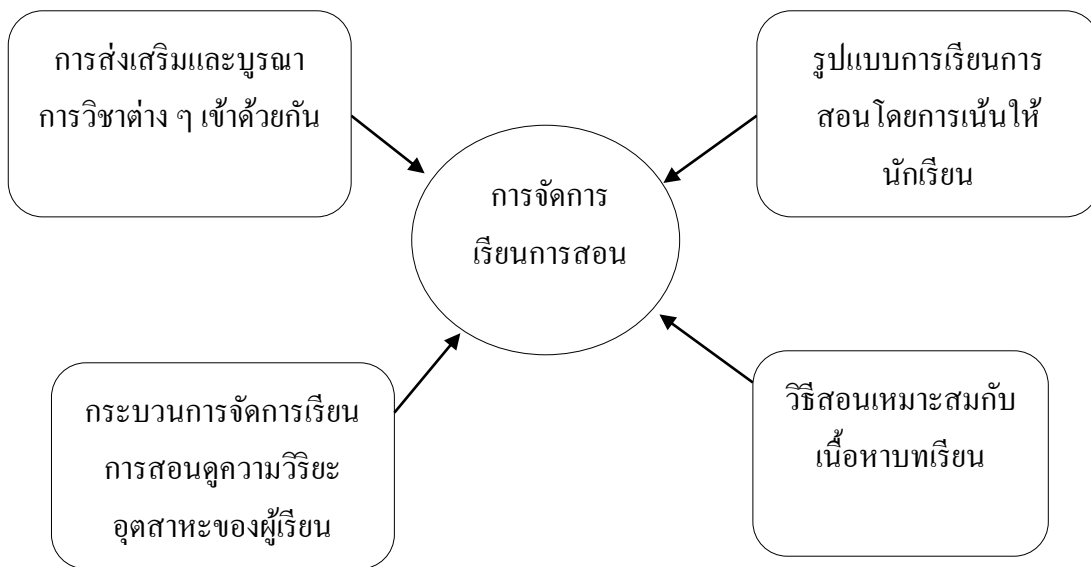 การส่งเสริมและบูรณา
การวิชาต่าง ๆ เข้าด้วยกัน
รูปแบบการเรียนการ
สอนโดยการเน้นให้
นักเรียน
การจัดการ
เรียนการสอน
กระบวนการจัดการเรียน
การสอนดูความวิริยะ
อุตสาหะของผู้เรียน
วิธีสอนเหมาะสมกับ
เนื้อหาบทเรียน